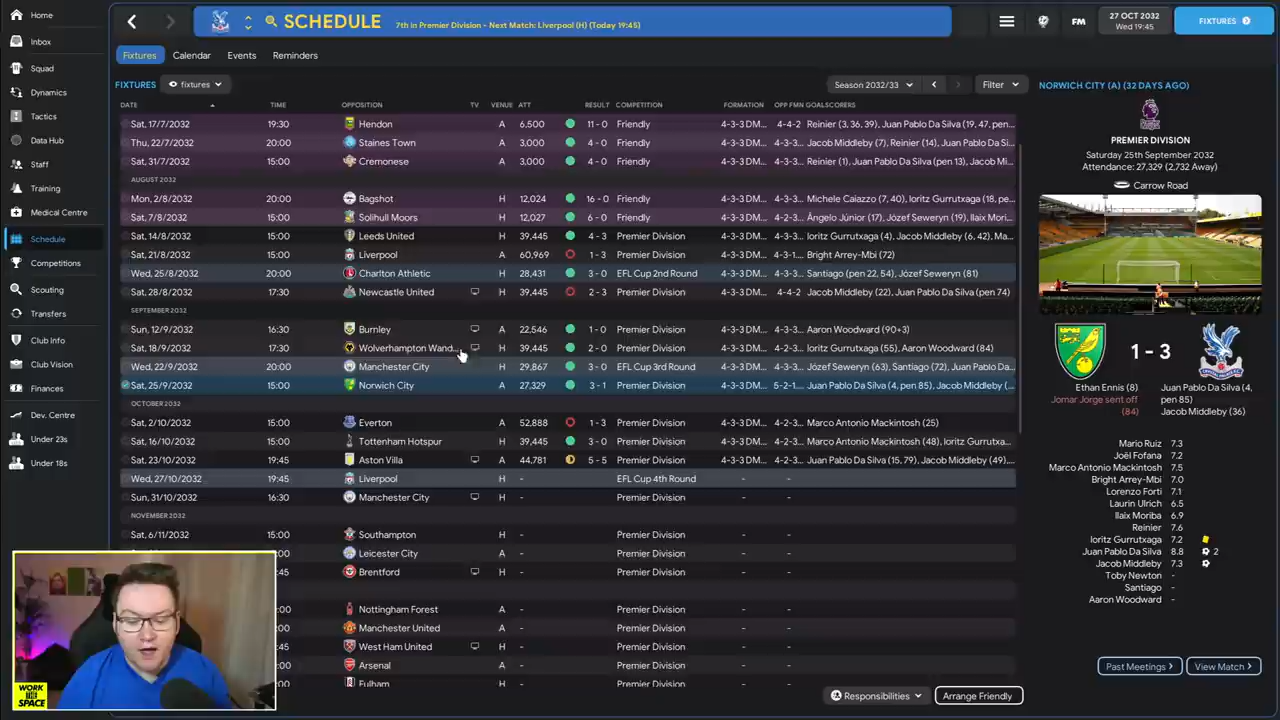 Home
Inbox
Squad
Dynamics
Tactics
Data Hub
Staff
Training
Medical Centre
Schedule
Competitions
Scouting
Transfers
Club Info
Club Vision
Finances
Dev. Centre
Under 23s
Under 18s
SCHEDULE
7th in Premier Division - Next Match: Liverpool (H) (Today 19:45)
FM
27 OCT 2032
Wed 19:45
FIXTURES
Fixtures Calendar Events Reminders
FIXTURES fixtures Season 2032/33 Filter
DATE TIME OPPOSITION TV VENUE ATT RESULT COMPETITION FORMATION OPP FMN GOALSCORERS
Sat, 17/7/2032 19:30 Hendon A 6,500 11 - 0 Friendly 4-3-3 DM... 4-4-2 Reinier (3, 36, 39), Juan Pablo Da Silva (19, 47, pen...
Thu, 22/7/2032 20:00 Staines Town A 3,000 4 - 0 Friendly 4-3-3 DM... 4-3-3... Jacob Middleby (7), Reinier (14), Juan Pablo Da Silv...
Sat, 31/7/2032 15:00 Cremonese A 3,000 4 - 0 Friendly 4-3-3 DM... 4-3-3... Reinier (1), Juan Pablo Da Silva (pen 13), Jacob Mi...
AUGUST 2032
Mon, 2/8/2032 20:00 Bagshot H 12,024 16 - 0 Friendly 4-3-3 DM... 4-3-3... Michele Caiazzo (7, 40), Ioritz Gurrutxaga (18, pe...
Sat, 7/8/2032 15:00 Solihull Moors H 12,027 6 - 0 Friendly 4-3-3 DM... 4-2-3... Ângelo Júnior (17), Józef Seweryn (19), Ilaix Mori...
Sat, 14/8/2032 15:00 Leeds United H 39,445 4 - 3 Premier Division 4-3-3 DM... 4-3-3... Ioritz Gurrutxaga (4), Jacob Middleby (6, 42), Ma...
Sat, 21/8/2032 15:00 Liverpool A 60,969 1 - 3 Premier Division 4-3-3 DM... 4-3-3... Bright Arrey-Mbi (72)
Wed, 25/8/2032 20:00 Charlton Athletic H 28,431 3 - 0 EFL Cup 2nd Round 4-3-3 DM... 4-3-3... Santiago (pen 22, 54), Józef Seweryn (81)
Sat, 28/8/2032 17:30 Newcastle United H 39,445 2 - 3 Premier Division 4-3-3 DM... 4-4-2 Jacob Middleby (22), Juan Pablo Da Silva (pen 74)
SEPTEMBER 2032
Sun, 12/9/2032 16:30 Burnley A 22,546 1 - 0 Premier Division 4-3-3 DM... 4-3-3... Aaron Woodward (90+3)
Sat, 18/9/2032 17:30 Wolverhampton Wand... H 39,445 2 - 0 Premier Division 4-3-3 DM... 4-2-3... Ioritz Gurrutxaga (55), Aaron Woodward (84)
Wed, 22/9/2032 20:00 Manchester City H 29,867 3 - 0 EFL Cup 3rd Round 4-3-3 DM... 4-2-3... Józef Seweryn (63), Santiago (72), Juan Pablo Da...
Sat, 25/9/2032 15:00 Norwich City A 27,329 3 - 1 Premier Division 4-3-3 DM... 5-2-1... Juan Pablo Da Silva (4, pen 85), Jacob Middleby (...
OCTOBER 2032
Sat, 2/10/2032 15:00 Everton A 52,888 1 - 3 Premier Division 4-3-3 DM... 4-2-3... Marco Antonio Mackintosh (25)
Sat, 16/10/2032 15:00 Tottenham Hotspur H 39,445 3 - 0 Premier Division 4-3-3 DM... 4-2-3... Marco Antonio Mackintosh (48), Ioritz Gurrutxa...
Sat, 23/10/2032 19:45 Aston Villa A 44,781 5 - 5 Premier Division 4-3-3 DM... 4-2-3... Juan Pablo Da Silva (15, 79), Jacob Middleby (49),...
Wed, 27/10/2032 19:45 Liverpool H - EFL Cup 4th Round - -
Sun, 31/10/2032 16:30 Manchester City H - Premier Division - -
NOVEMBER 2032
Sat, 6/11/2032 15:00 Southampton H - Premier Division - -
15:00 Leicester City A - Premier Division - -
:45 Brentford H - Premier Division - -
:00 Nottingham Forest A - Premier Division - -
:00 Manchester United A - Premier Division - -
:45 West Ham United H - Premier Division - -
:00 Arsenal A - Premier Division - -
:00 Fulham H - Premier Division - -
Responsibilities Arrange Friendly
NORWICH CITY (A) (32 DAYS AGO)
PREMIER DIVISION
Saturday 25th September 2032
Attendance: 27,329 (2,732 Away)
Carrow Road
1 - 3
Ethan Ennis (8)
Jomar Jorge sent off
(84)
Juan Pablo Da Silva (4,
pen 85)
Jacob Middleby (36)
Mario Ruiz 7.3
Joël Fofana 7.2
Marco Antonio Mackintosh 7.5
Bright Arrey-Mbi 7.0
Lorenzo Forti 7.1
Laurin Ulrich 6.5
Ilaix Moriba 6.9
Reinier 7.6
Ioritz Gurrutxaga 7.2
Juan Pablo Da Silva 8.8 2
Jacob Middleby 7.3
Toby Newton -
Santiago -
Aaron Woodward -
Past Meetings View Match
WORK
THE
SPACE